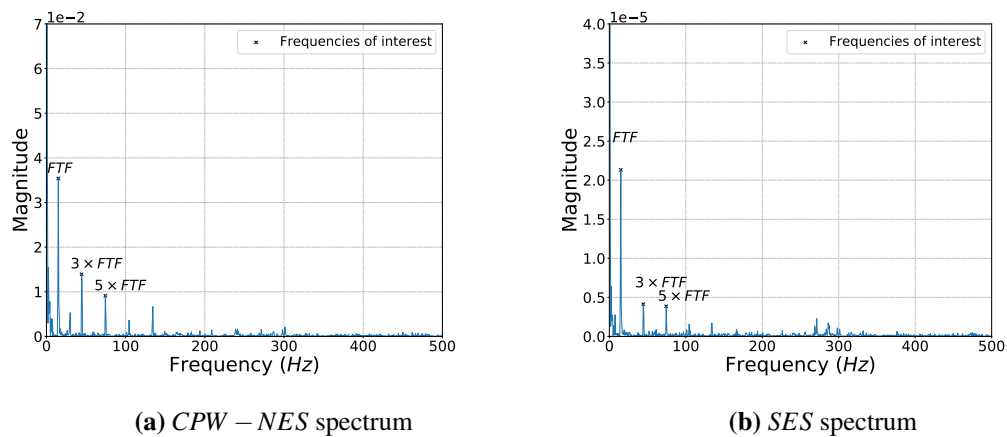 1e−2
7
6
5
4
3
2
1
0
0
100
200
300
400
500
Magnitude
Frequency (Hz)
Frequencies of interest
FTF
3 × FTF
5 × FTF
(a) CPW − NES spectrum
1e−5
4.0
3.5
3.0
2.5
2.0
1.5
1.0
0.5
0.0
0
100
200
300
400
500
Magnitude
Frequency (Hz)
Frequencies of interest
FTF
3 × FTF
5 × FTF
(b) SES spectrum